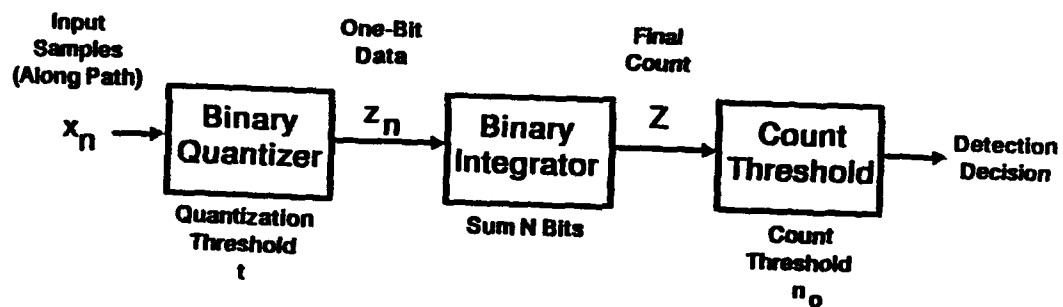 Input
Samples
(Along Path)
x_n
Binary
Quantizer
Quantization
Threshold
t
One-Bit
Data
z_n
Binary
Integrator
Sum N Bits
Final
Count
Z
Count
Threshold
Count
Threshold
n_o
Detection
Decision